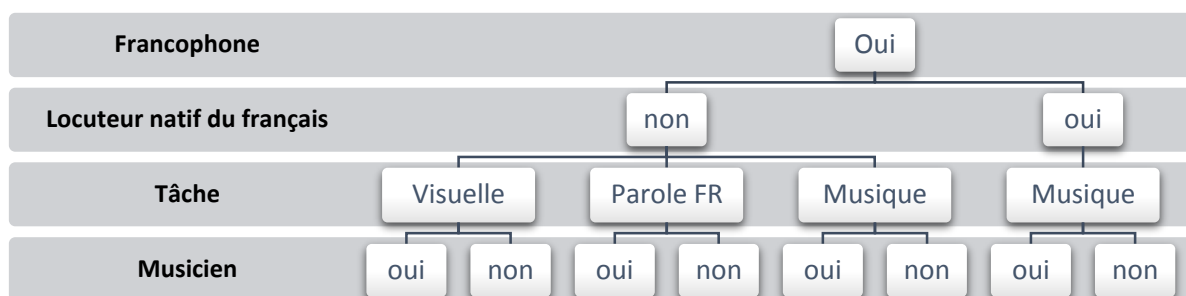 Francophone Oui
Locuteur natif du français non oui
Tâche Visuelle Parole FR Musique Musique
Musicien oui non oui non oui non oui non